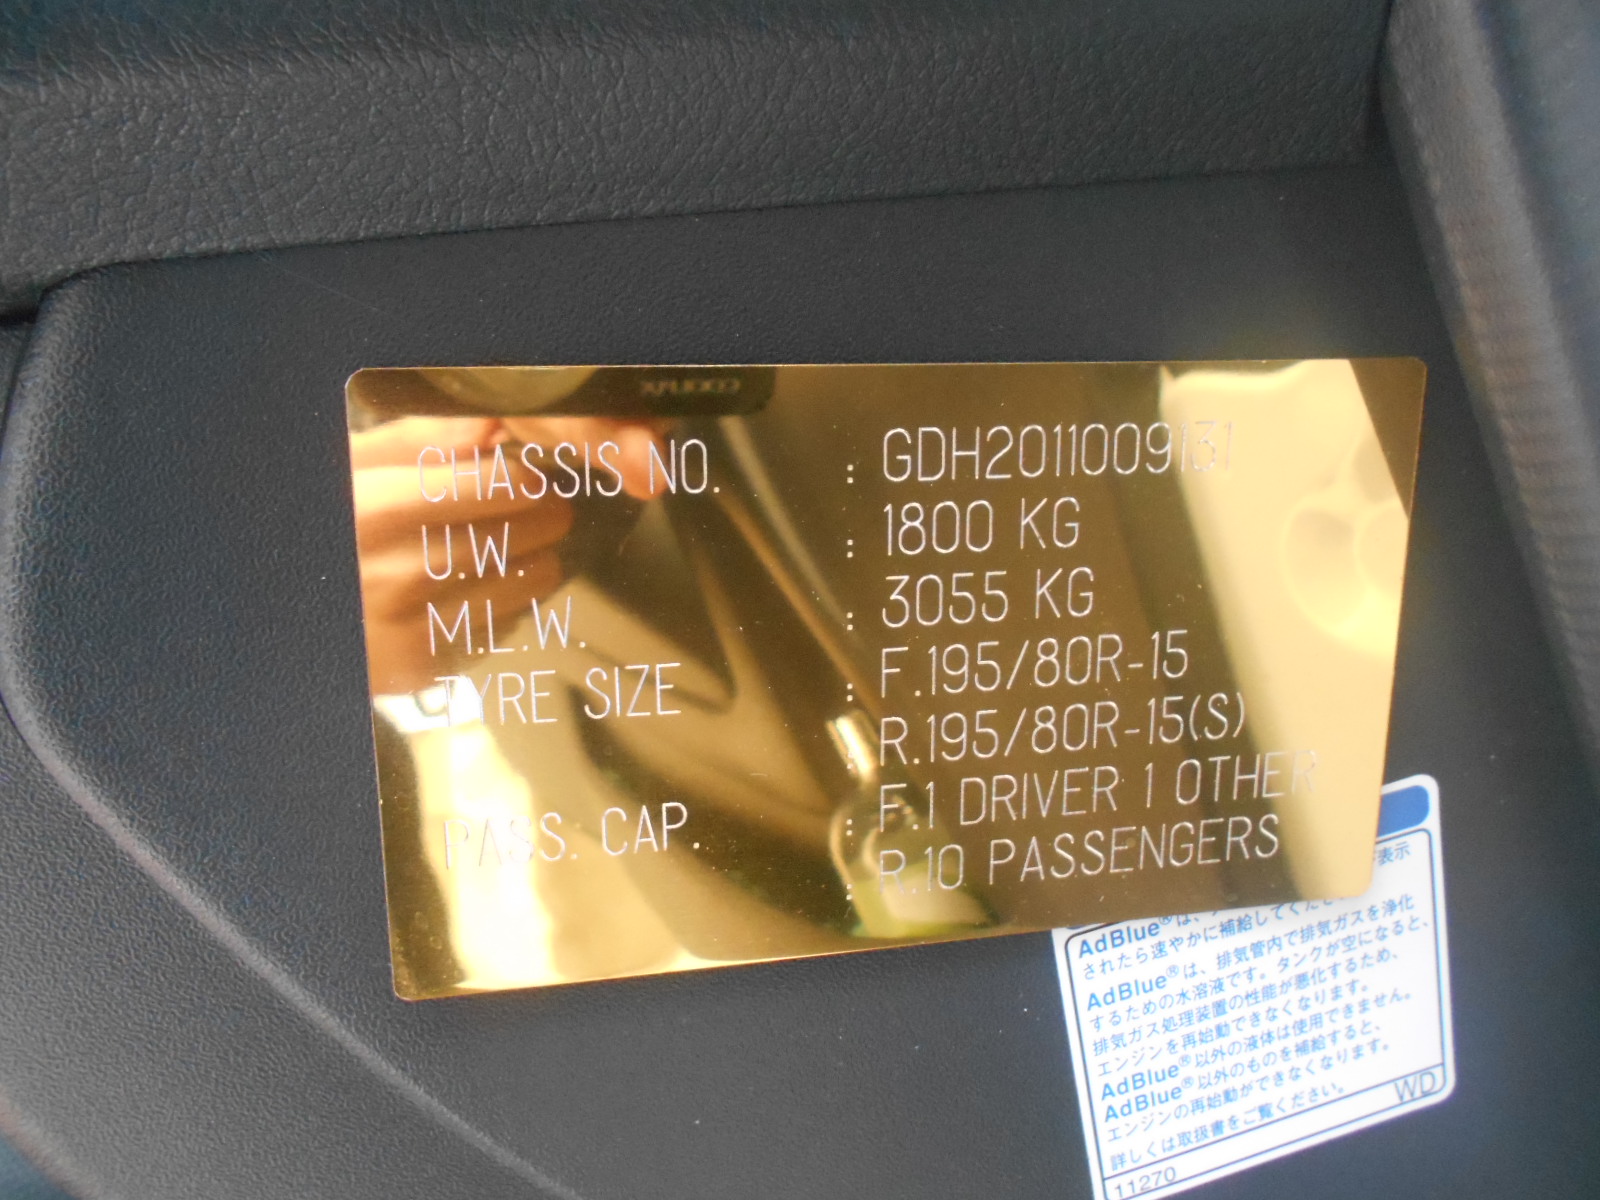 CHASSIS NO. : GDH2011009131
U.W. : 1800 KG
M.L.W. : 3055 KG
TYRE SIZE : F.195/80R-15
: R.195/80R-15(S)
PASS. CAP. : F.1 DRIVER 1 OTHER
: R.10 PASSENGERS
表示
AdBlue®は、
されたら速やかに補給してください
AdBlue®は、排気管内で排気ガスを浄化
するための水溶液です。タンクが空になると、
排気ガス処理装置の性能が悪化するため、
エンジンを再始動できなくなります。
AdBlue®以外の液体は使用できません。
AdBlue®以外のものを補給すると、
エンジンの再始動ができなくなります。
詳しくは取扱書をご覧ください。
11270 WD